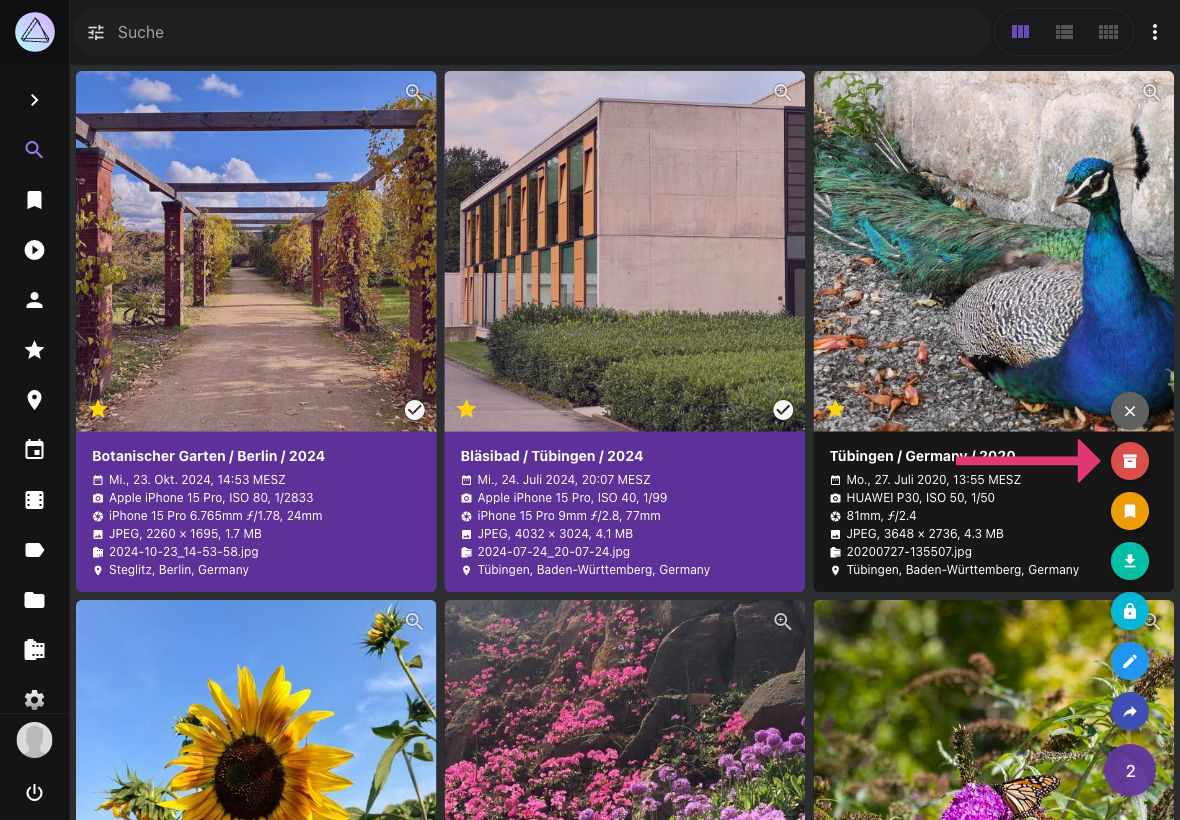 Suche
Botanischer Garten / Berlin / 2024
Mi., 23. Okt. 2024, 14:53 MESZ
Apple iPhone 15 Pro, ISO 80, 1/2833
iPhone 15 Pro 6.765mm ƒ/1.78, 24mm
JPEG, 2260 × 1695, 1.7 MB
2024-10-23_14-53-58.jpg
Steglitz, Berlin, Germany
Bläsibad / Tübingen / 2024
Mi., 24. Juli 2024, 20:07 MESZ
Apple iPhone 15 Pro, ISO 40, 1/99
iPhone 15 Pro 9mm ƒ/2.8, 77mm
JPEG, 4032 × 3024, 4.1 MB
2024-07-24_20-07-24.jpg
Tübingen, Baden-Württemberg, Germany
Tübingen / Germany / 2020
Mo., 27. Juli 2020, 13:55 MESZ
HUAWEI P30, ISO 50, 1/50
81mm, ƒ/2.4
JPEG, 3648 × 2736, 4.3 MB
20200727-135507.jpg
Tübingen, Baden-Württemberg, Germany
2